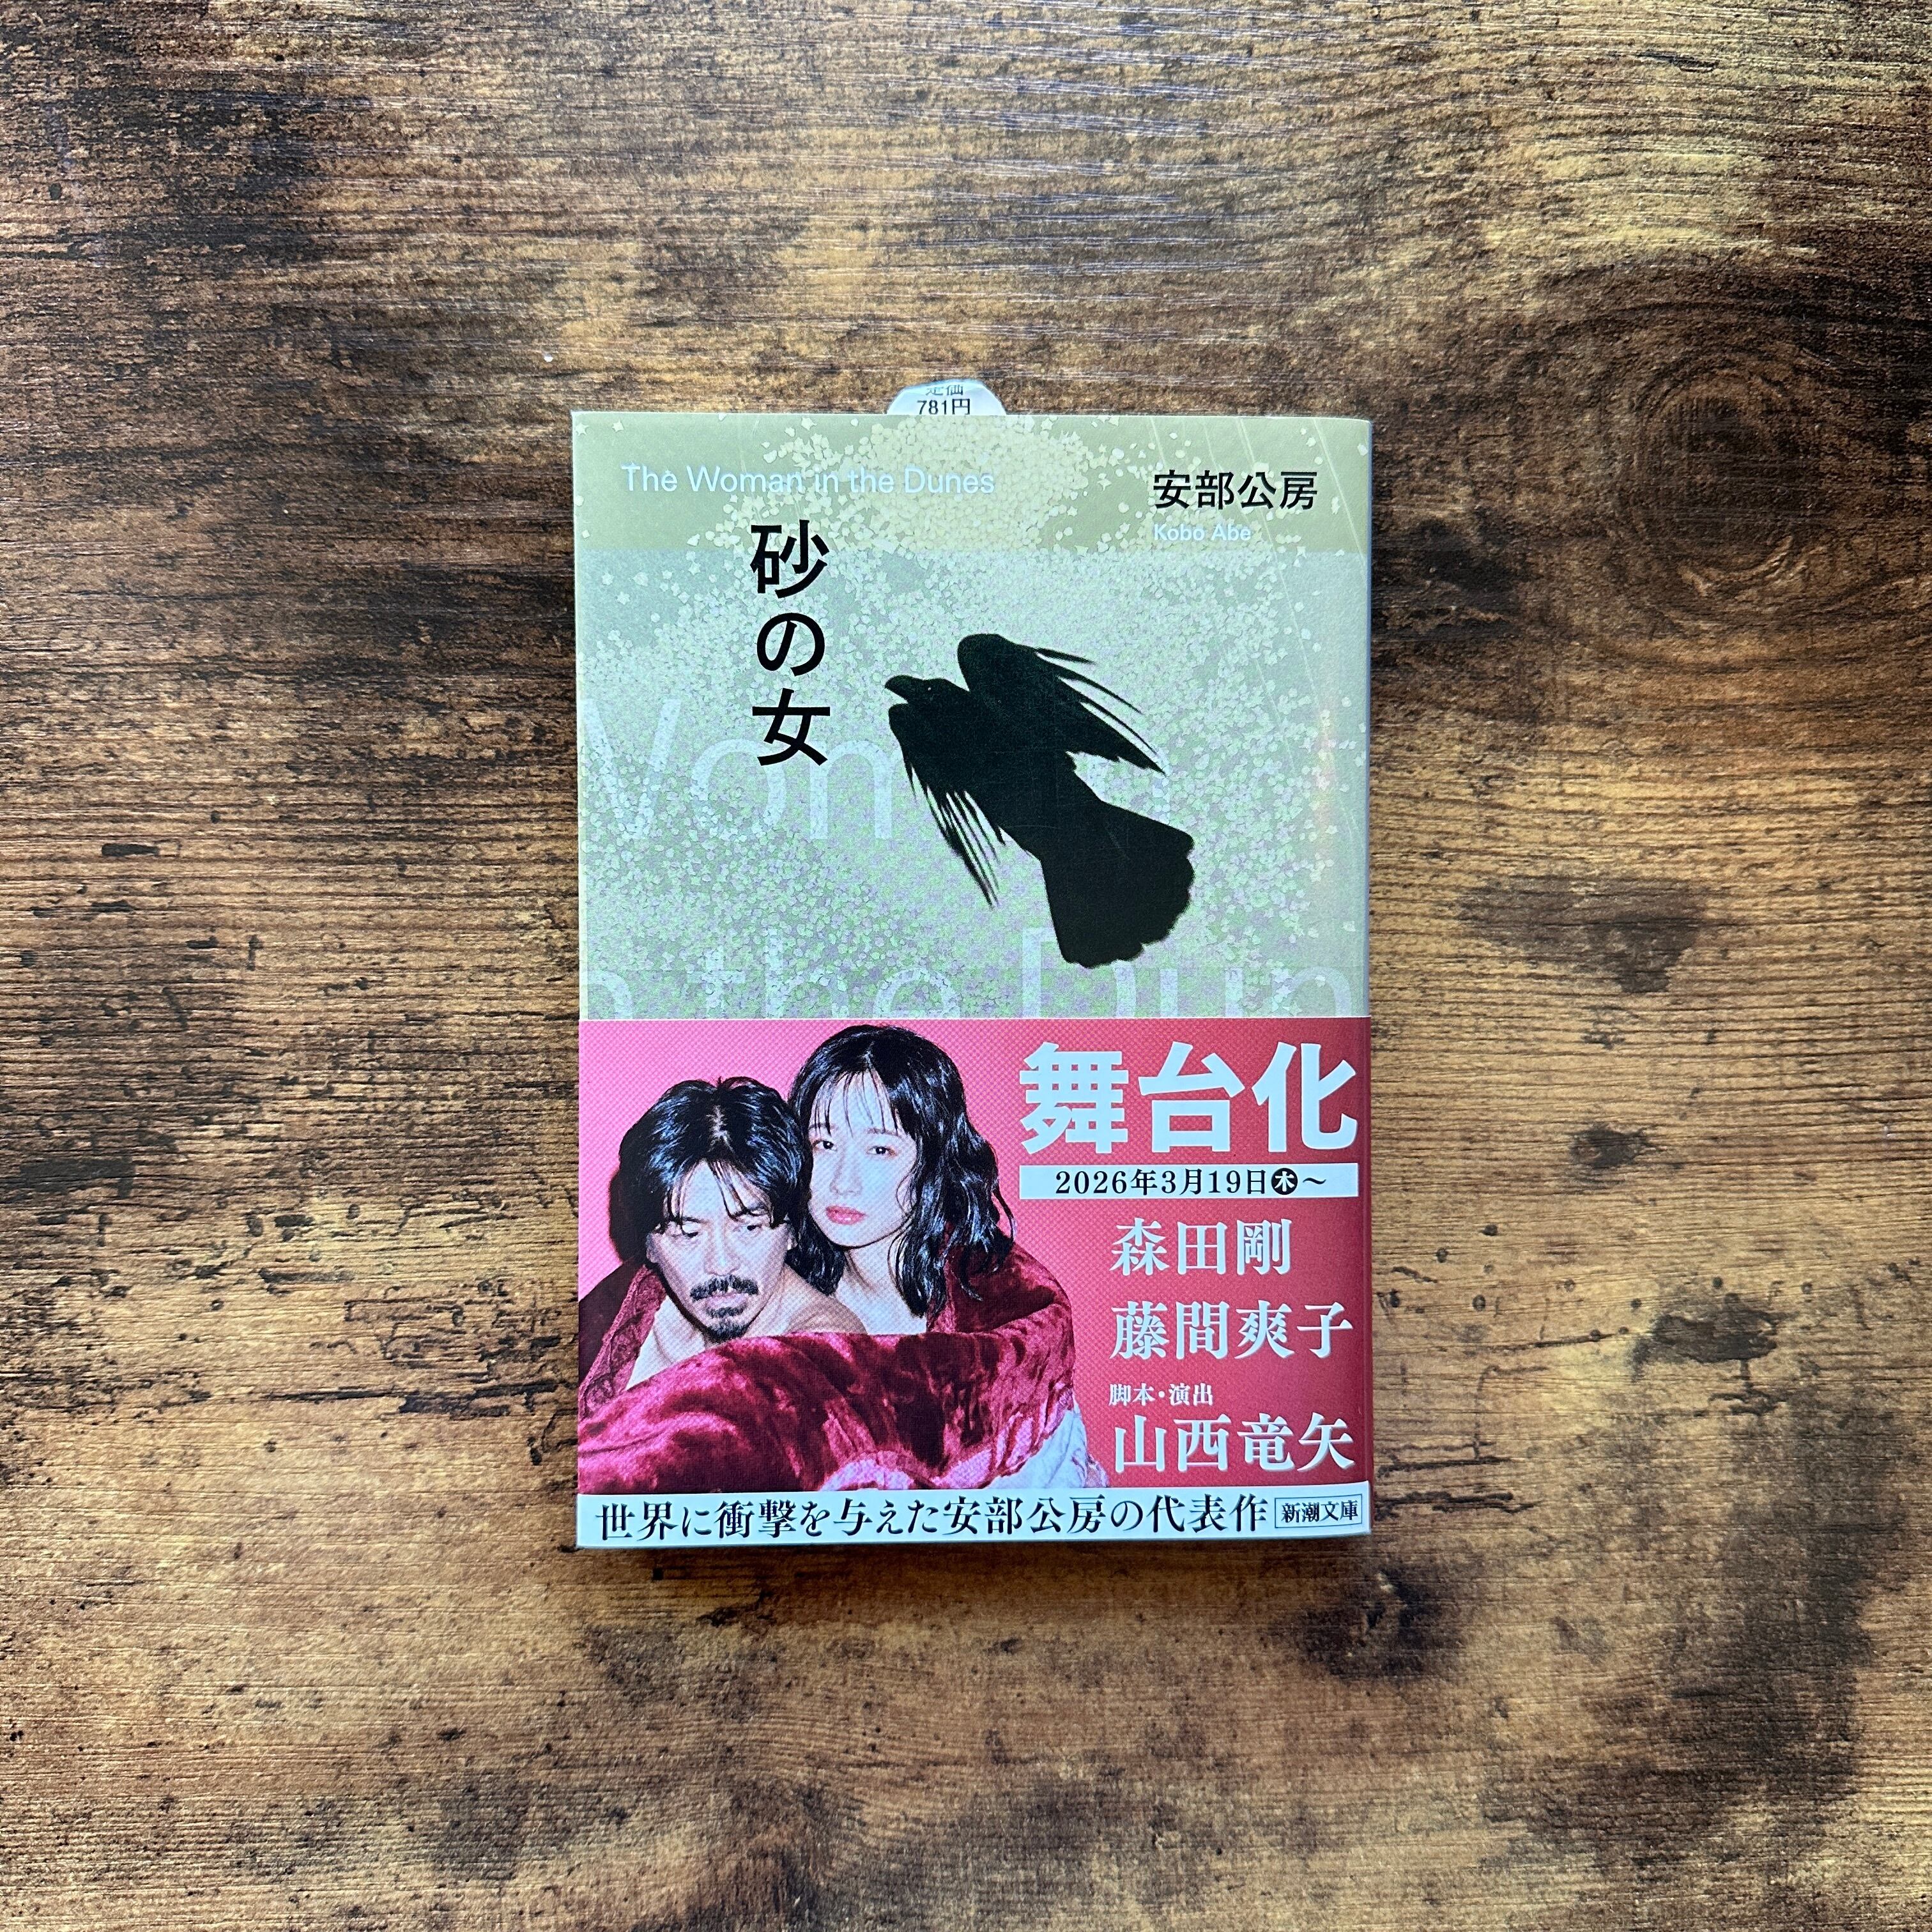 定価
781円
The Woman in the Dunes
安部公房
Kobo Abe
砂の女
Wom
n the Dun
舞台化
2026年3月19日木～
森田剛
藤間爽子
脚本・演出
山西竜矢
世界に衝撃を与えた安部公房の代表作
新潮文庫